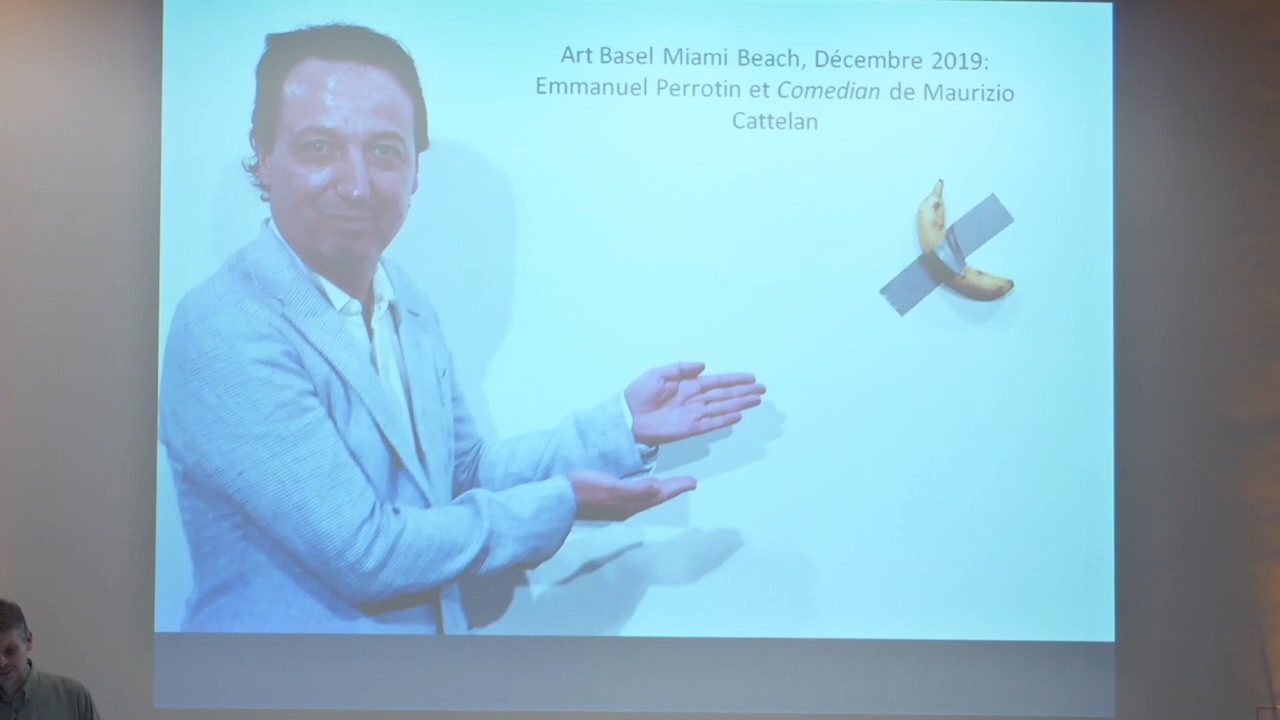 Art Basel Miami Beach, Décembre 2019:
Emmanuel Perrotin et Comedian de Maurizio
Cattelan